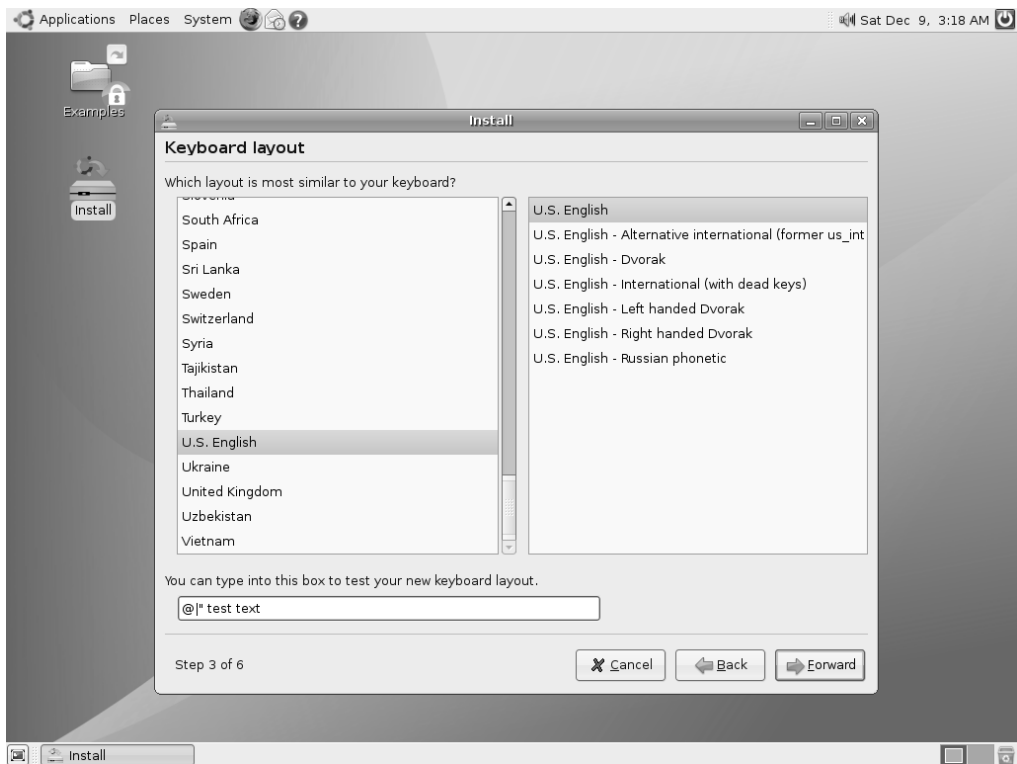 Applications Places System Sat Dec 9, 3:18 AM
Examples
Install
Install
Keyboard layout
Which layout is most similar to your keyboard?
Slovenia
South Africa
Spain
Sri Lanka
Sweden
Switzerland
Syria
Tajikistan
Thailand
Turkey
U.S. English
Ukraine
United Kingdom
Uzbekistan
Vietnam
U.S. English
U.S. English - Alternative international (former us_int
U.S. English - Dvorak
U.S. English - International (with dead keys)
U.S. English - Left handed Dvorak
U.S. English - Right handed Dvorak
U.S. English - Russian phonetic
You can type into this box to test your new keyboard layout.
@|" test text
Step 3 of 6
Cancel Back Forward
Install